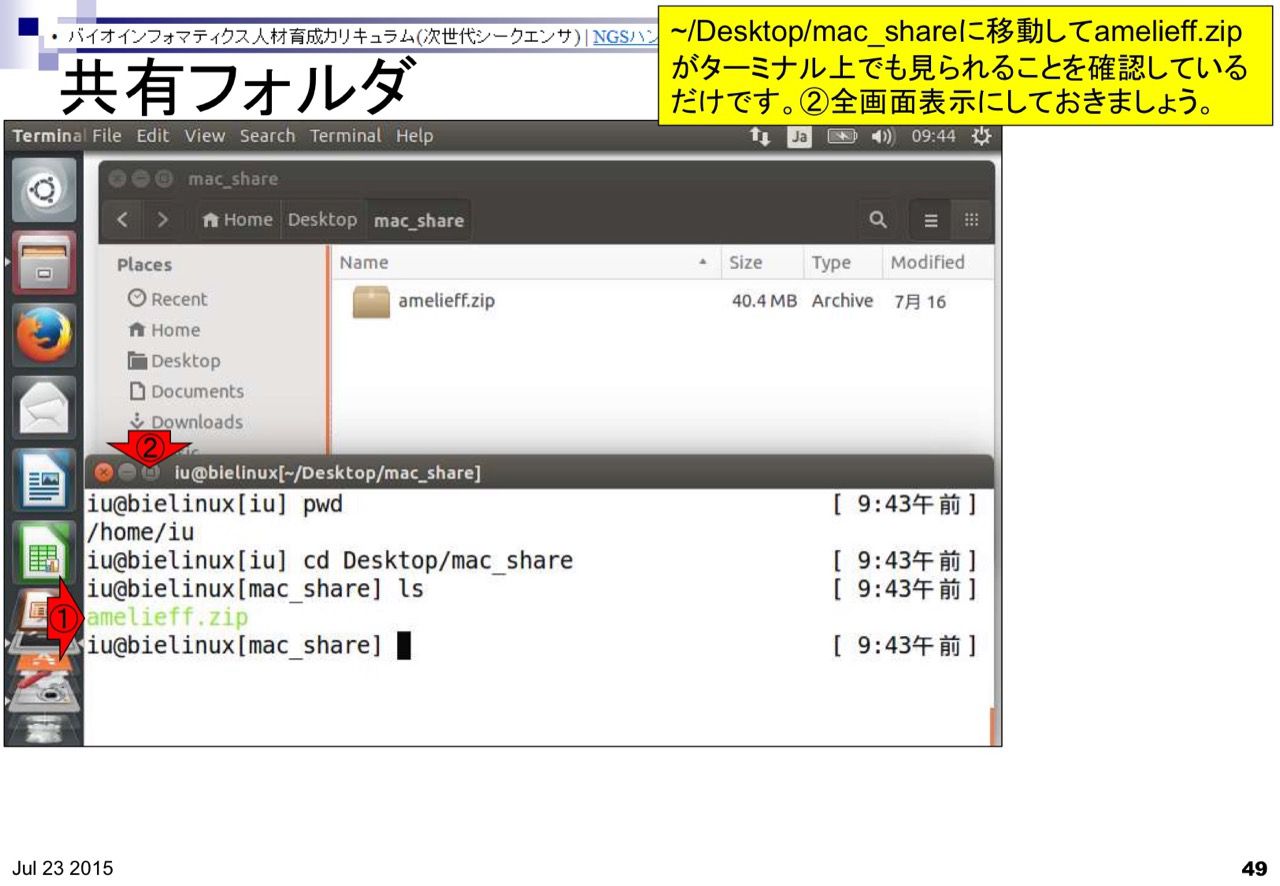 ・ バイオインフォマティクス人材育成カリキュラム(次世代シークエンサ) | NGSハン
~/Desktop/mac_shareに移動してamelieff.zip
がターミナル上でも見られることを確認している
だけです。②全画面表示にしておきましょう。
共有フォルダ
Terminal File Edit View Search Terminal Help Ja 09:44
mac_share
Home Desktop mac_share
Places
Name Size Type Modified
Recent
amelieff.zip 40.4 MB Archive 7月 16
Home
Desktop
Documents
Downloads
②
iu@bielinux[~/Desktop/mac_share]
iu@bielinux[iu] pwd [ 9:43午前]
/home/iu
iu@bielinux[iu] cd Desktop/mac_share [ 9:43午前]
iu@bielinux[mac_share] ls [ 9:43午前]
①
amelieff.zip
iu@bielinux[mac_share] [ 9:43午前]
Jul 23 2015
49